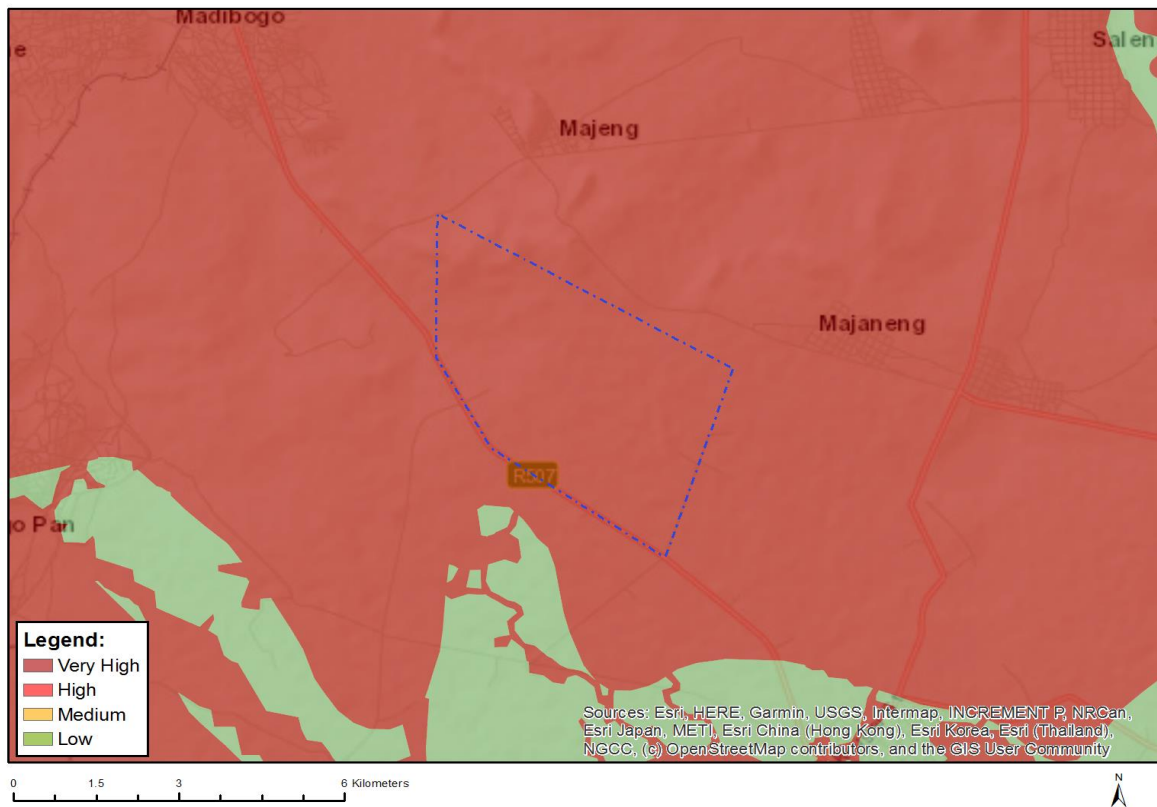 Madibogo
Salen
e
Majeng
Majaneng
R507
o Pan
Legend:
Very High
High
Medium
Low
Sources: Esri, HERE, Garmin, USGS, Intermap, INCREMENT P, NRCan,
Esri Japan, METI, Esri China (Hong Kong), Esri Korea, Esri (Thailand),
NGCC, (c) OpenStreetMap contributors, and the GIS User Community
0 1.5 3 6 Kilometers
N